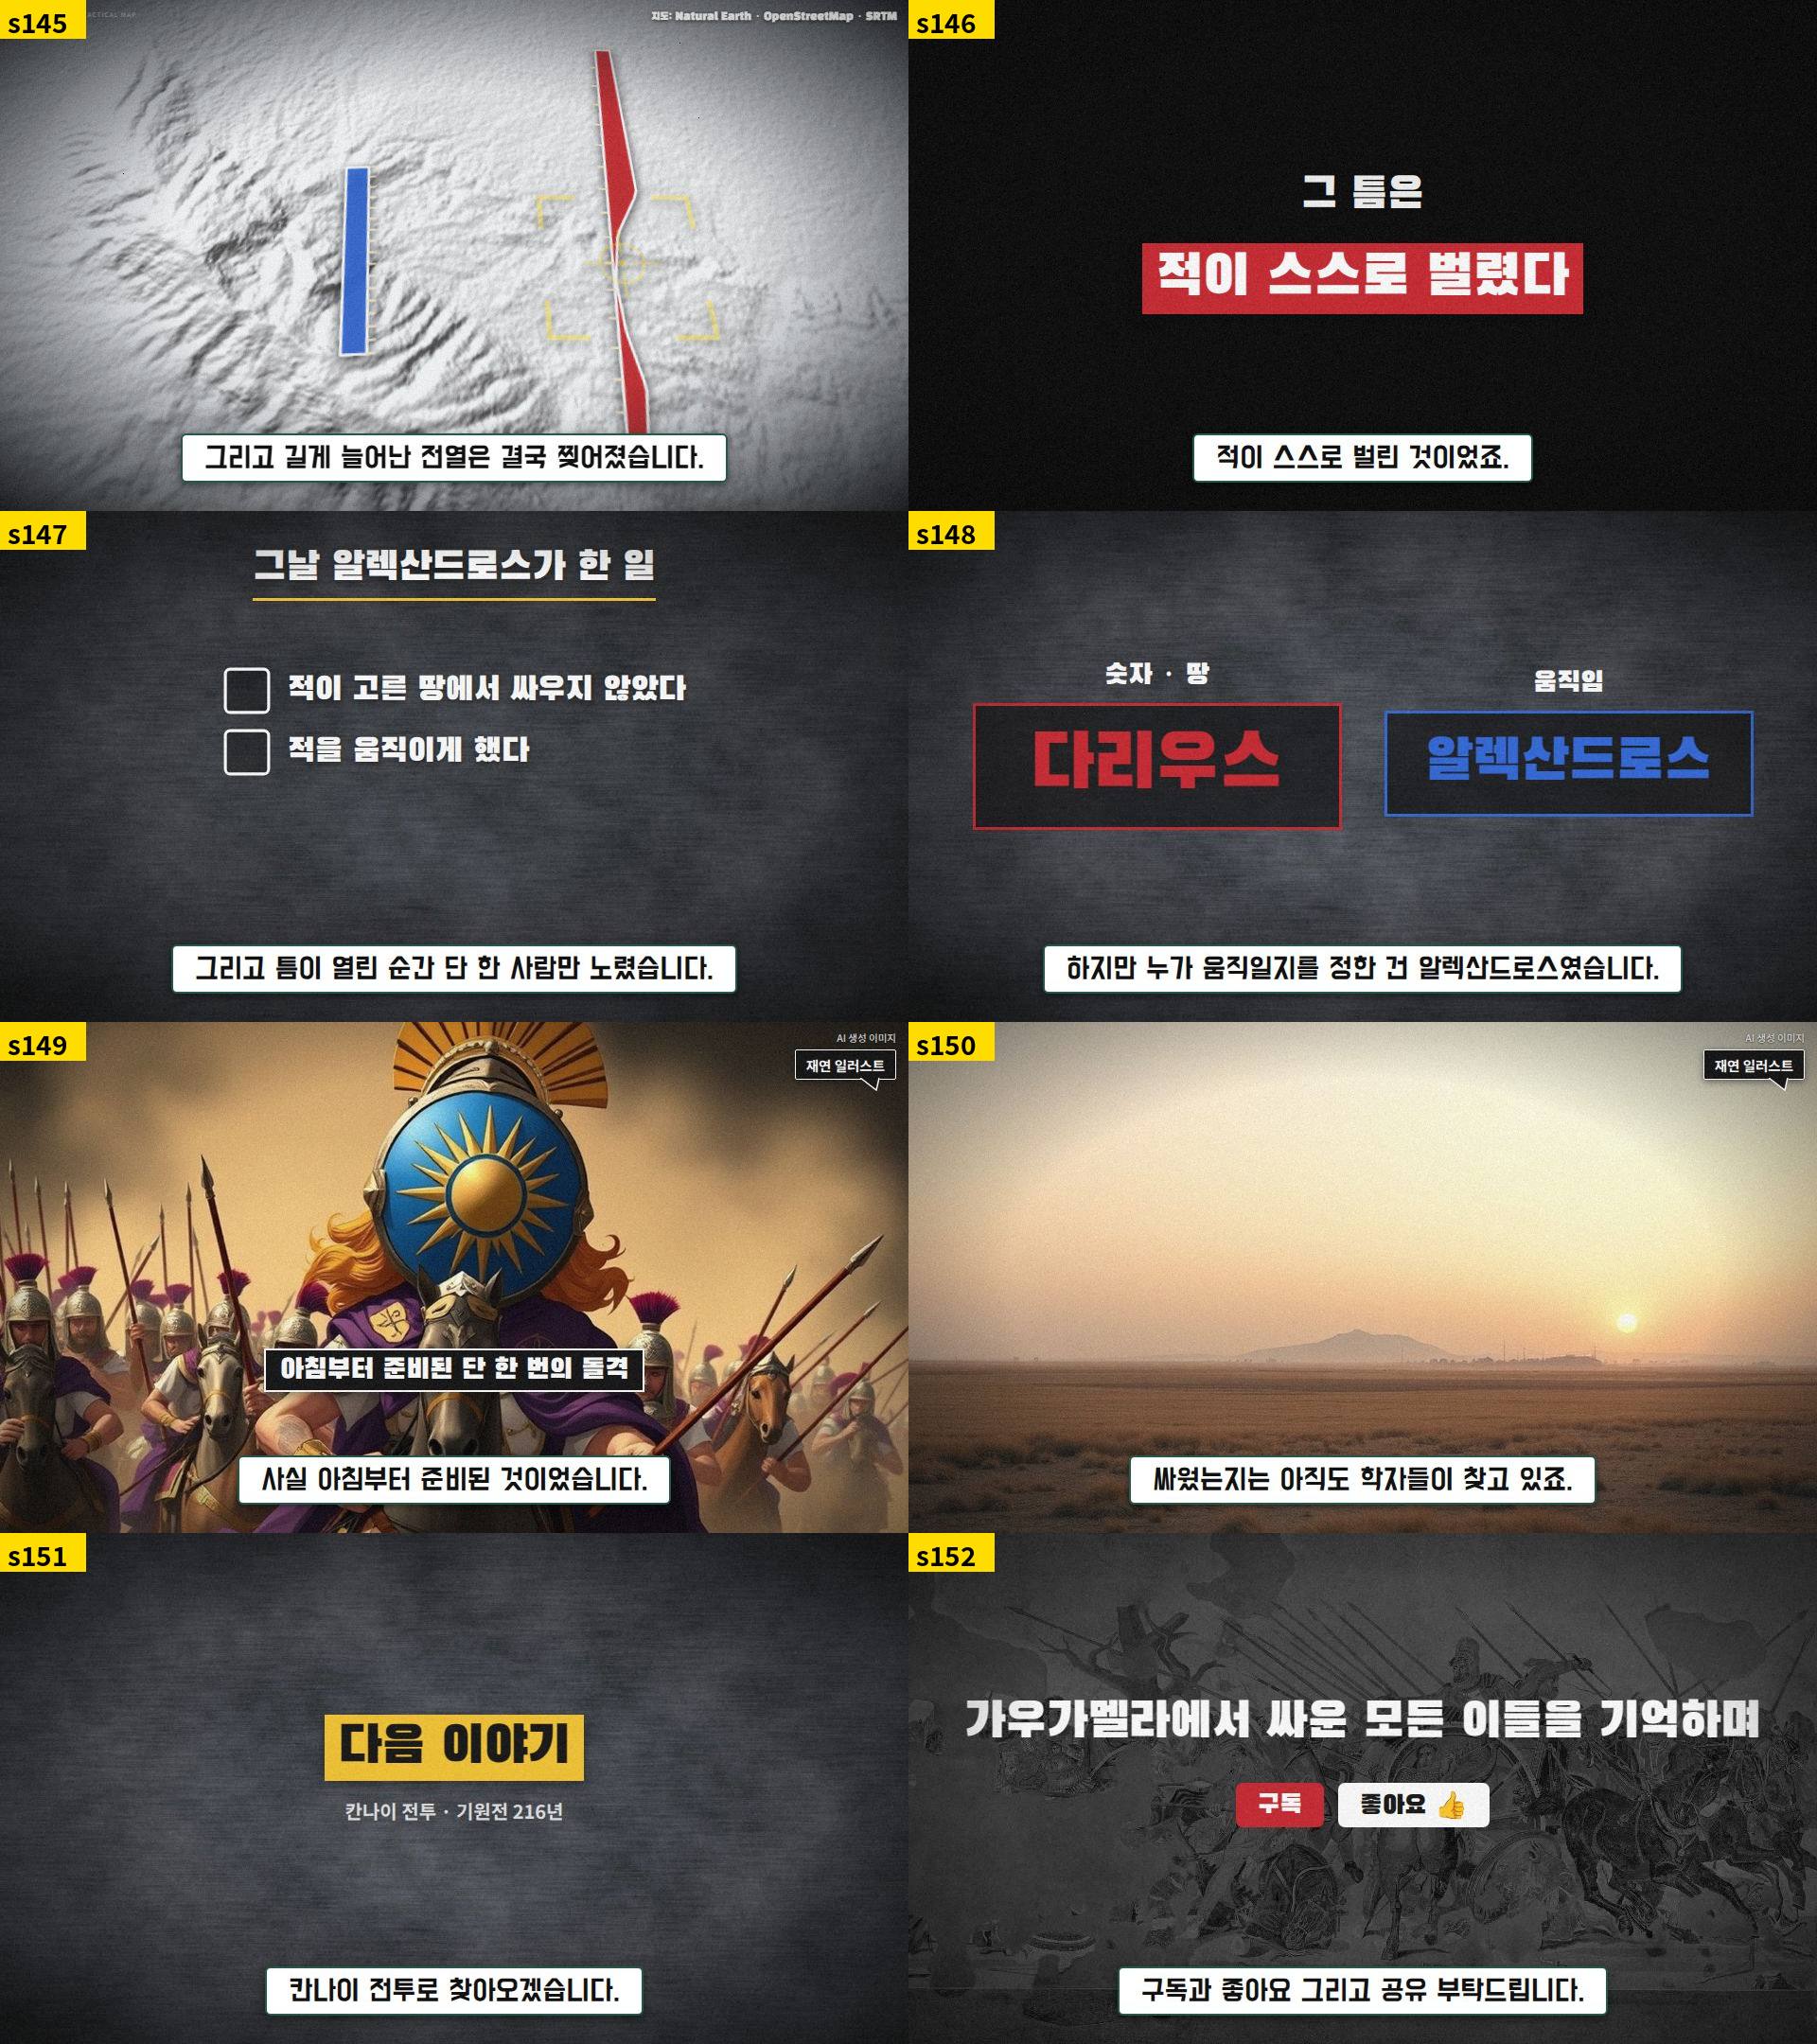 s145
TACTICAL MAP
지도: Natural Earth · OpenStreetMap · SRTM
그리고 길게 늘어난 전열은 결국 찢어졌습니다.
s146
그 틈은
적이 스스로 벌렸다
적이 스스로 벌린 것이었죠.
s147
그날 알렉산드로스가 한 일
적이 고른 땅에서 싸우지 않았다
적을 움직이게 했다
그리고 틈이 열린 순간 단 한 사람만 노렸습니다.
s148
숫자 · 땅
다리우스
움직임
알렉산드로스
하지만 누가 움직일지를 정한 건 알렉산드로스였습니다.
s149
AI 생성 이미지
재연 일러스트
아침부터 준비된 단 한 번의 돌격
사실 아침부터 준비된 것이었습니다.
s150
AI 생성 이미지
재연 일러스트
싸웠는지는 아직도 학자들이 찾고 있죠.
s151
다음 이야기
칸나이 전투 · 기원전 216년
칸나이 전투로 찾아오겠습니다.
s152
가우가멜라에서 싸운 모든 이들을 기억하며
구독
좋아요 👍
구독과 좋아요 그리고 공유 부탁드립니다.